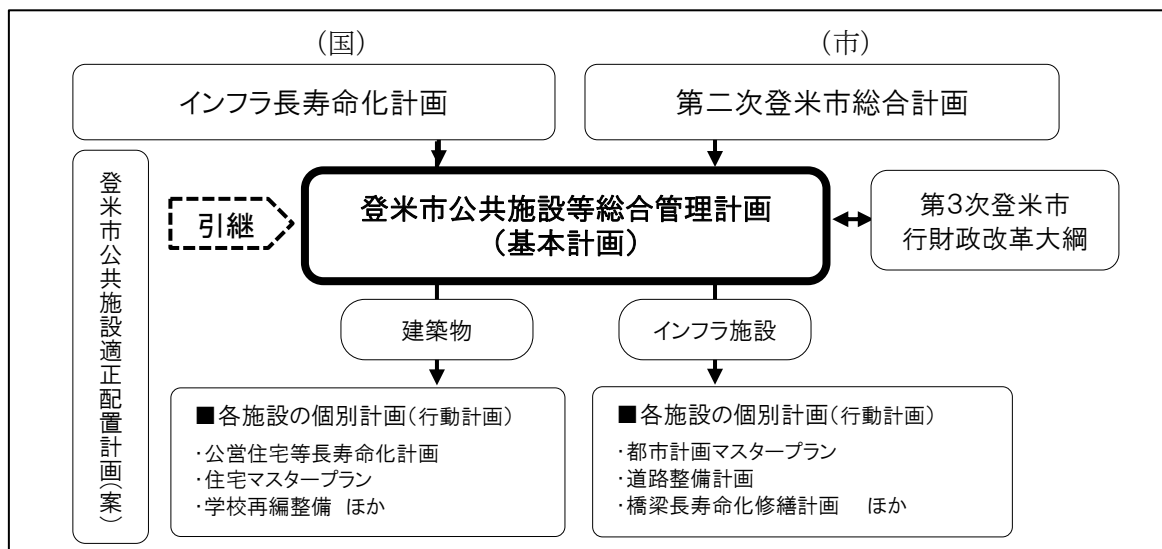 (国)
(市)
インフラ長寿命化計画
第二次登米市総合計画
登米市公共施設適正配置計画(案)
引継
登米市公共施設等総合管理計画
(基本計画)
第3次登米市
行財政改革大綱
建築物
インフラ施設
■各施設の個別計画(行動計画)
・公営住宅等長寿命化計画
・住宅マスタープラン
・学校再編整備 ほか
■各施設の個別計画(行動計画)
・都市計画マスタープラン
・道路整備計画
・橋梁長寿命化修繕計画 ほか